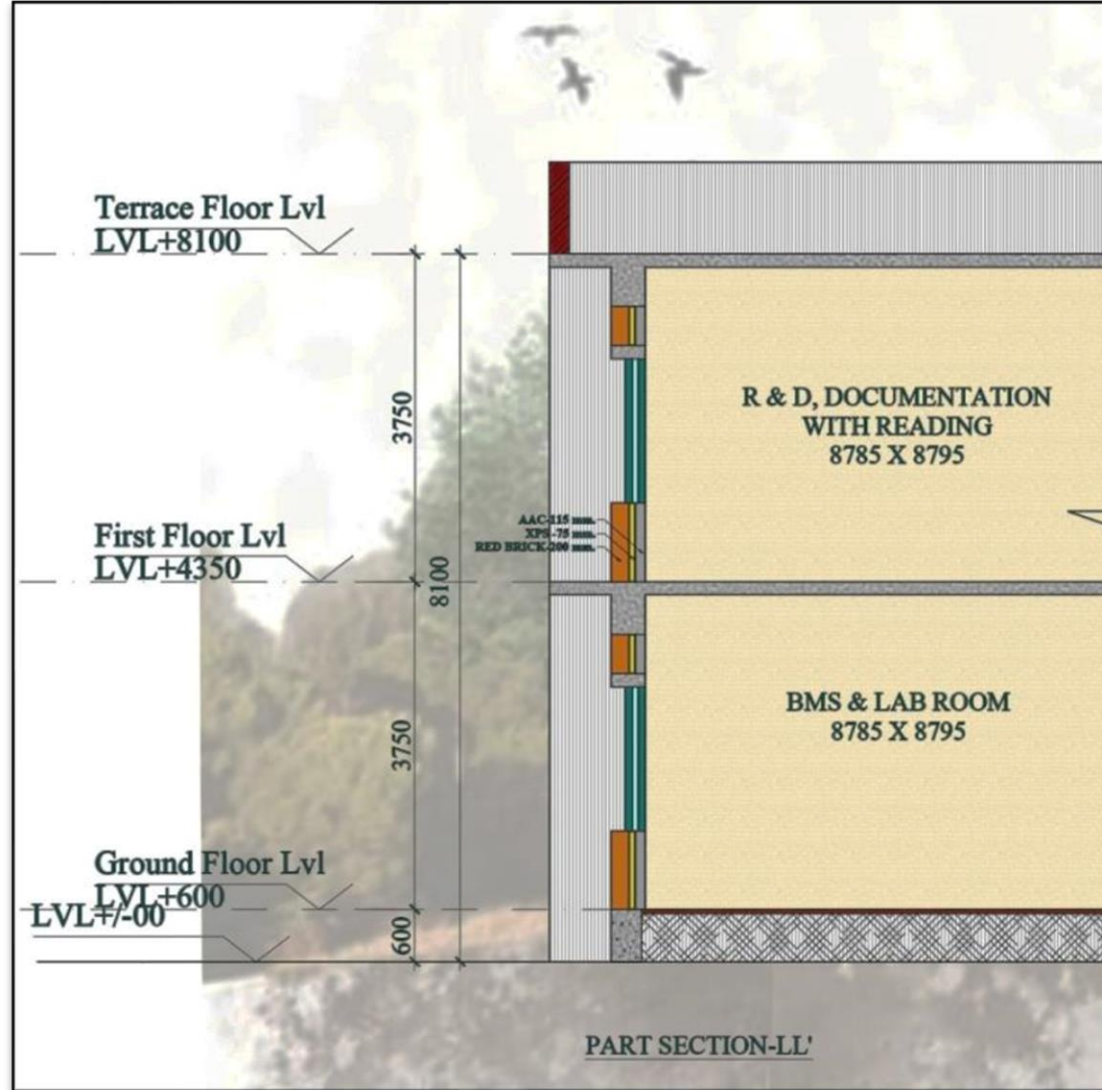 Terrace Floor Lvl
LVL+8100
3750
R & D, DOCUMENTATION
WITH READING
8785 X 8795
AAC-115 mm.
XPS-75 mm.
RED BRICK-200 mm.
First Floor Lvl
LVL+4350
8100
3750
BMS & LAB ROOM
8785 X 8795
Ground Floor Lvl
LVL+600
LVL+/-00
600
PART SECTION-LL'